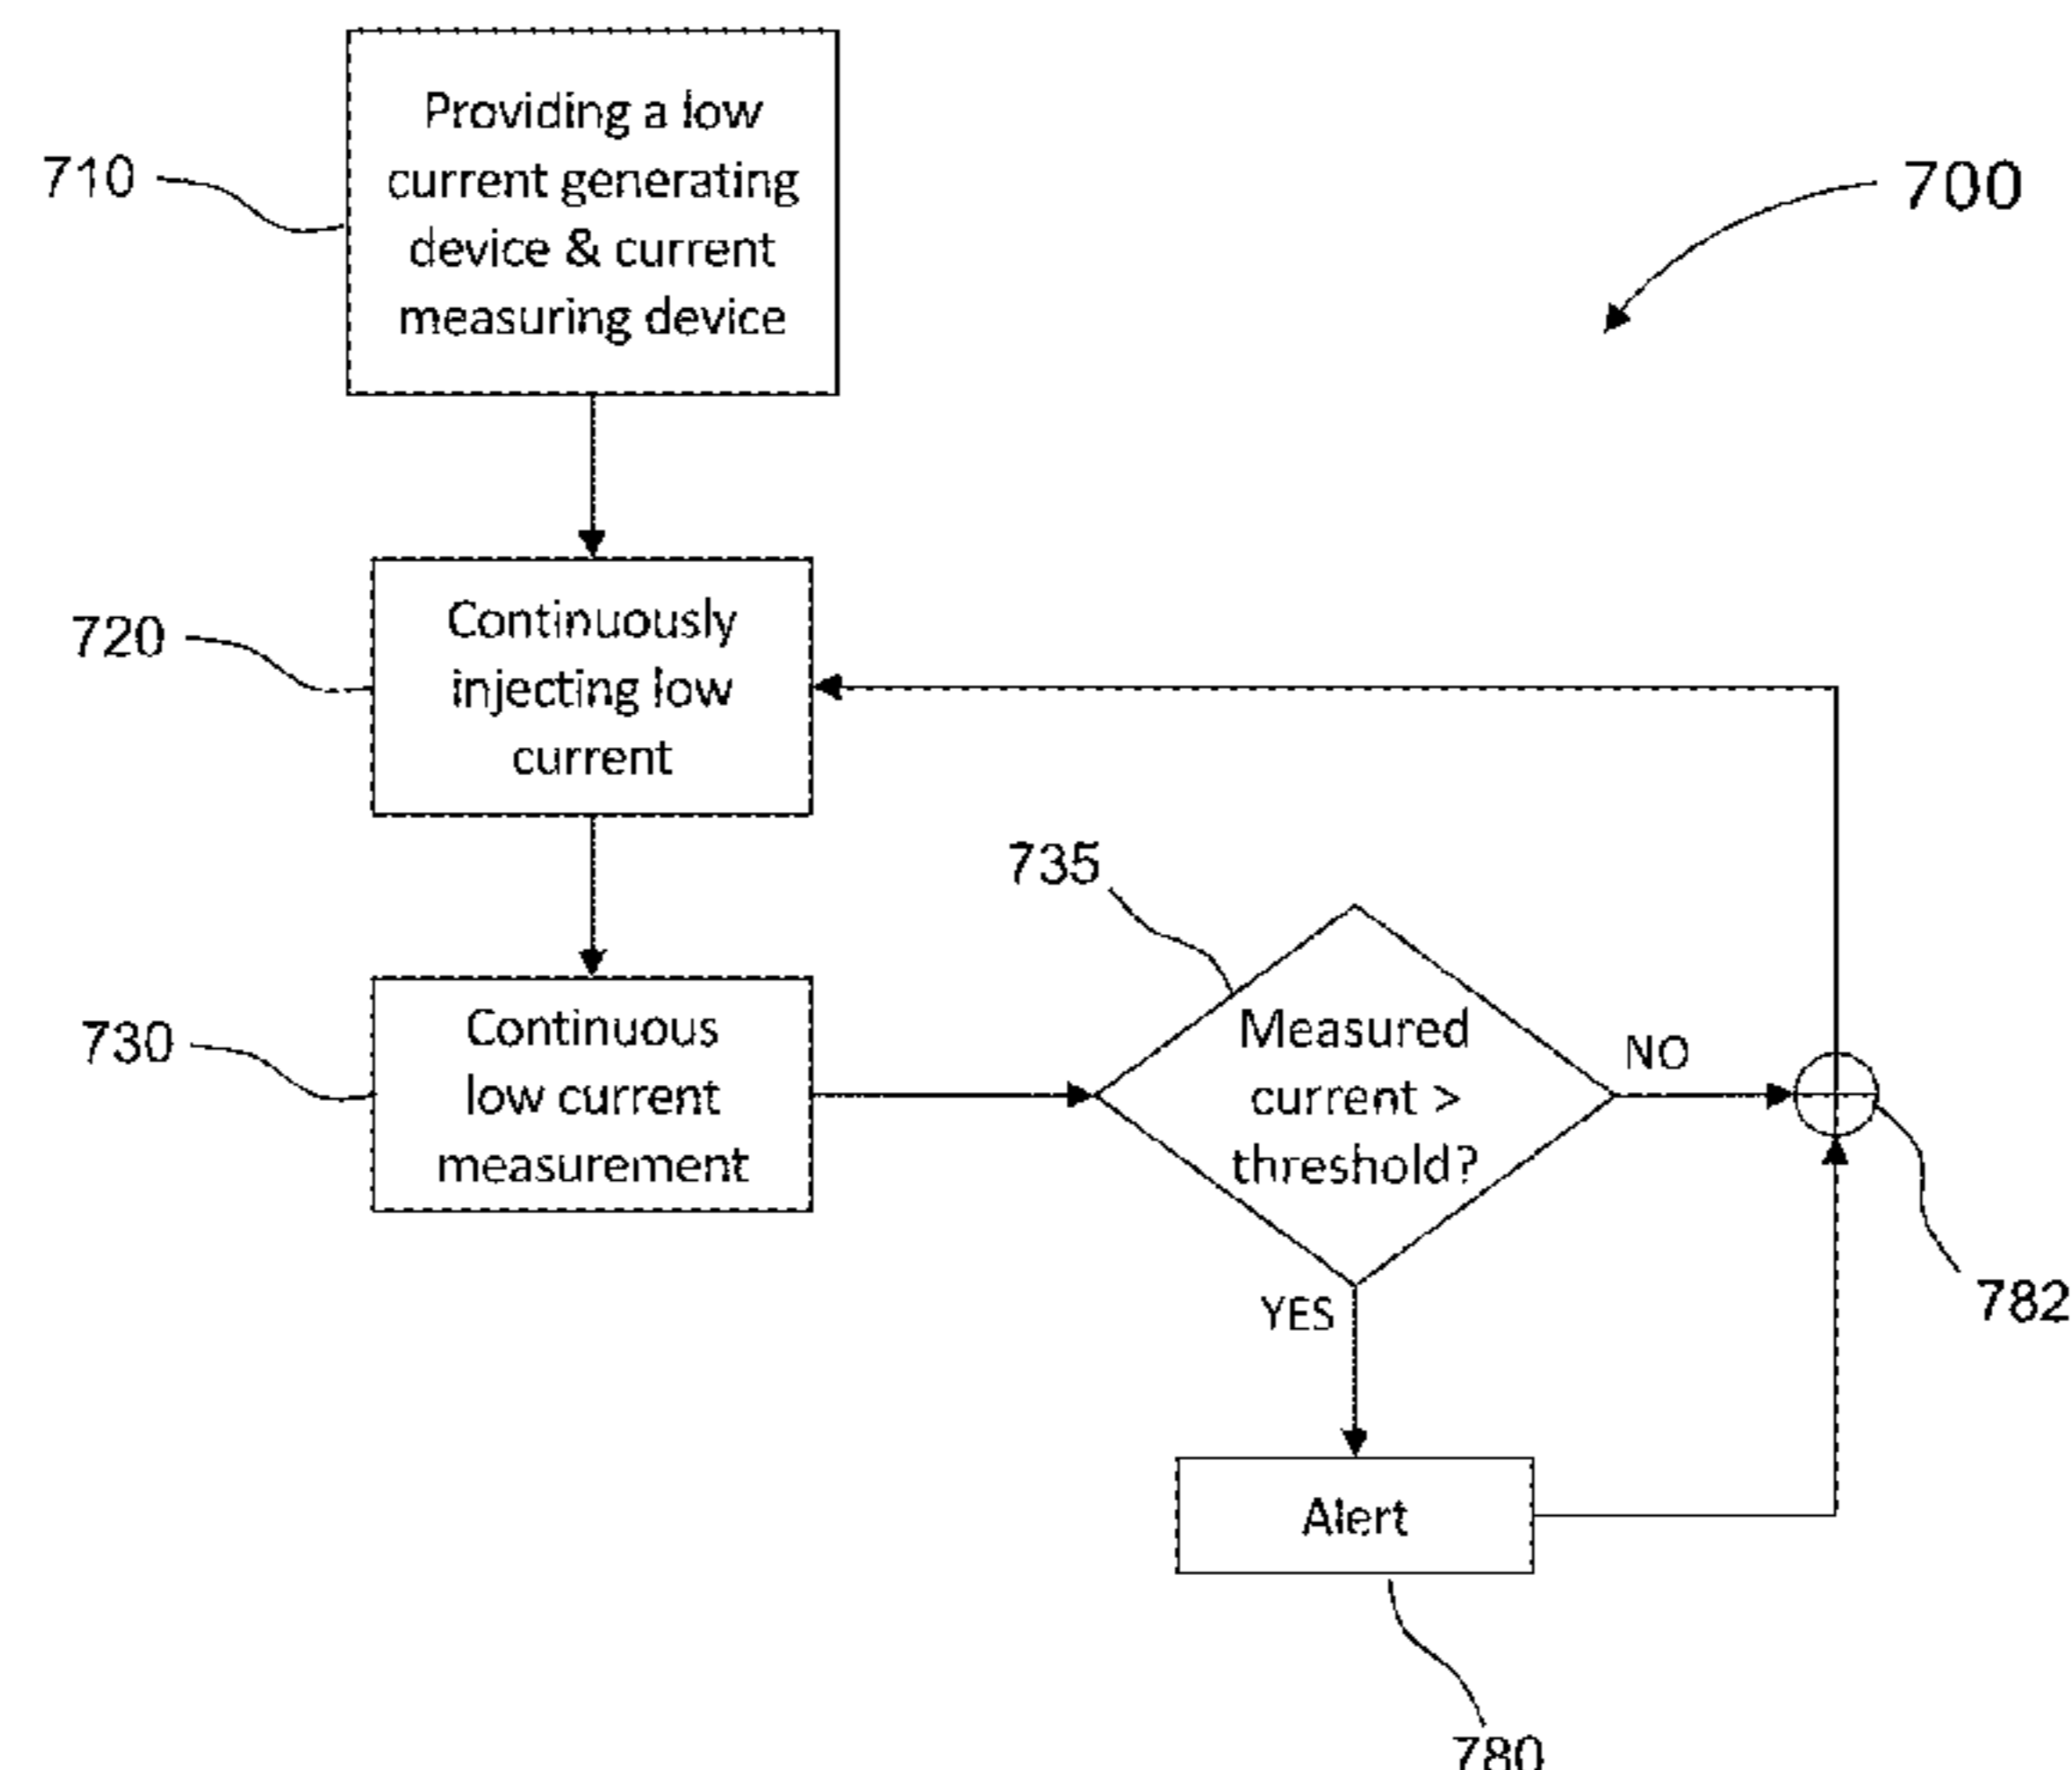 Providing a low
current generating
device & current
measuring device
710
700
Continuously
injecting low
current
720
735
Continuous
low current
measurement
730
Measured
current >
threshold?
NO
YES
782
Alert
780